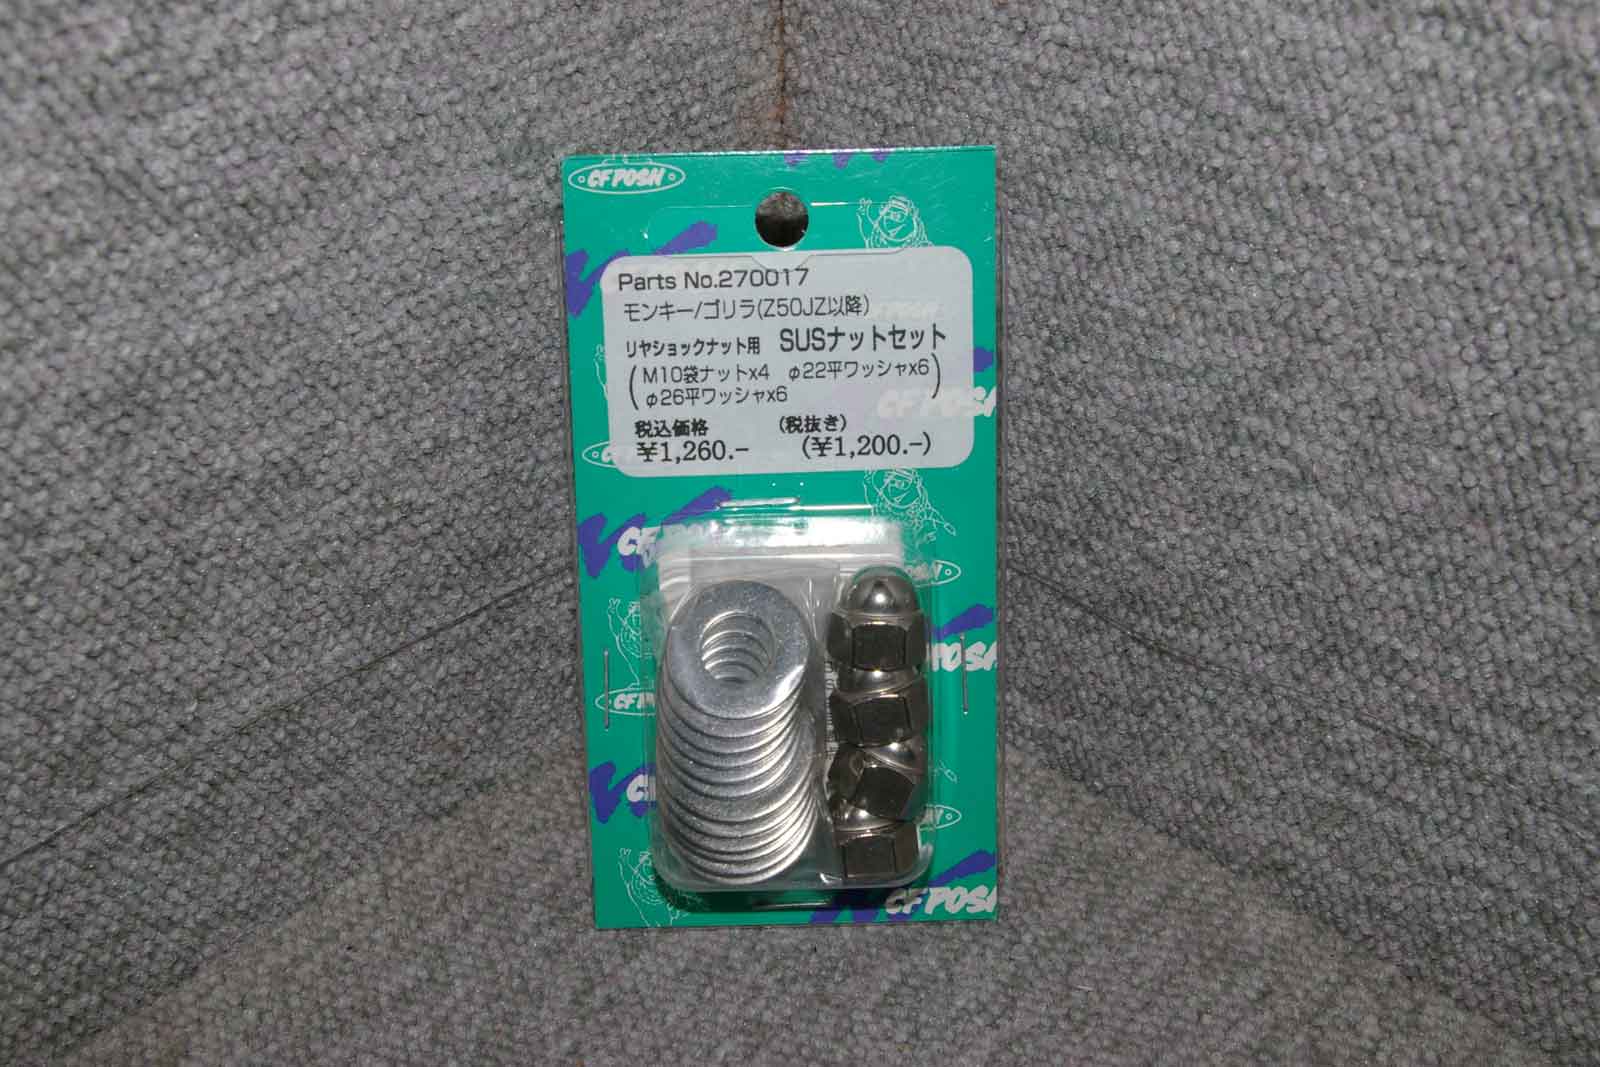 CF POSH
Parts No.270017
モンキー/ゴリラ(Z50JZ以降)
リヤショックナット用 SUSナットセット
(M10袋ナットx4 φ22平ワッシャx6
φ26平ワッシャx6)
税込価格 (税抜き)
¥1,260.- (¥1,200.-)
CF POSH
CF POSH